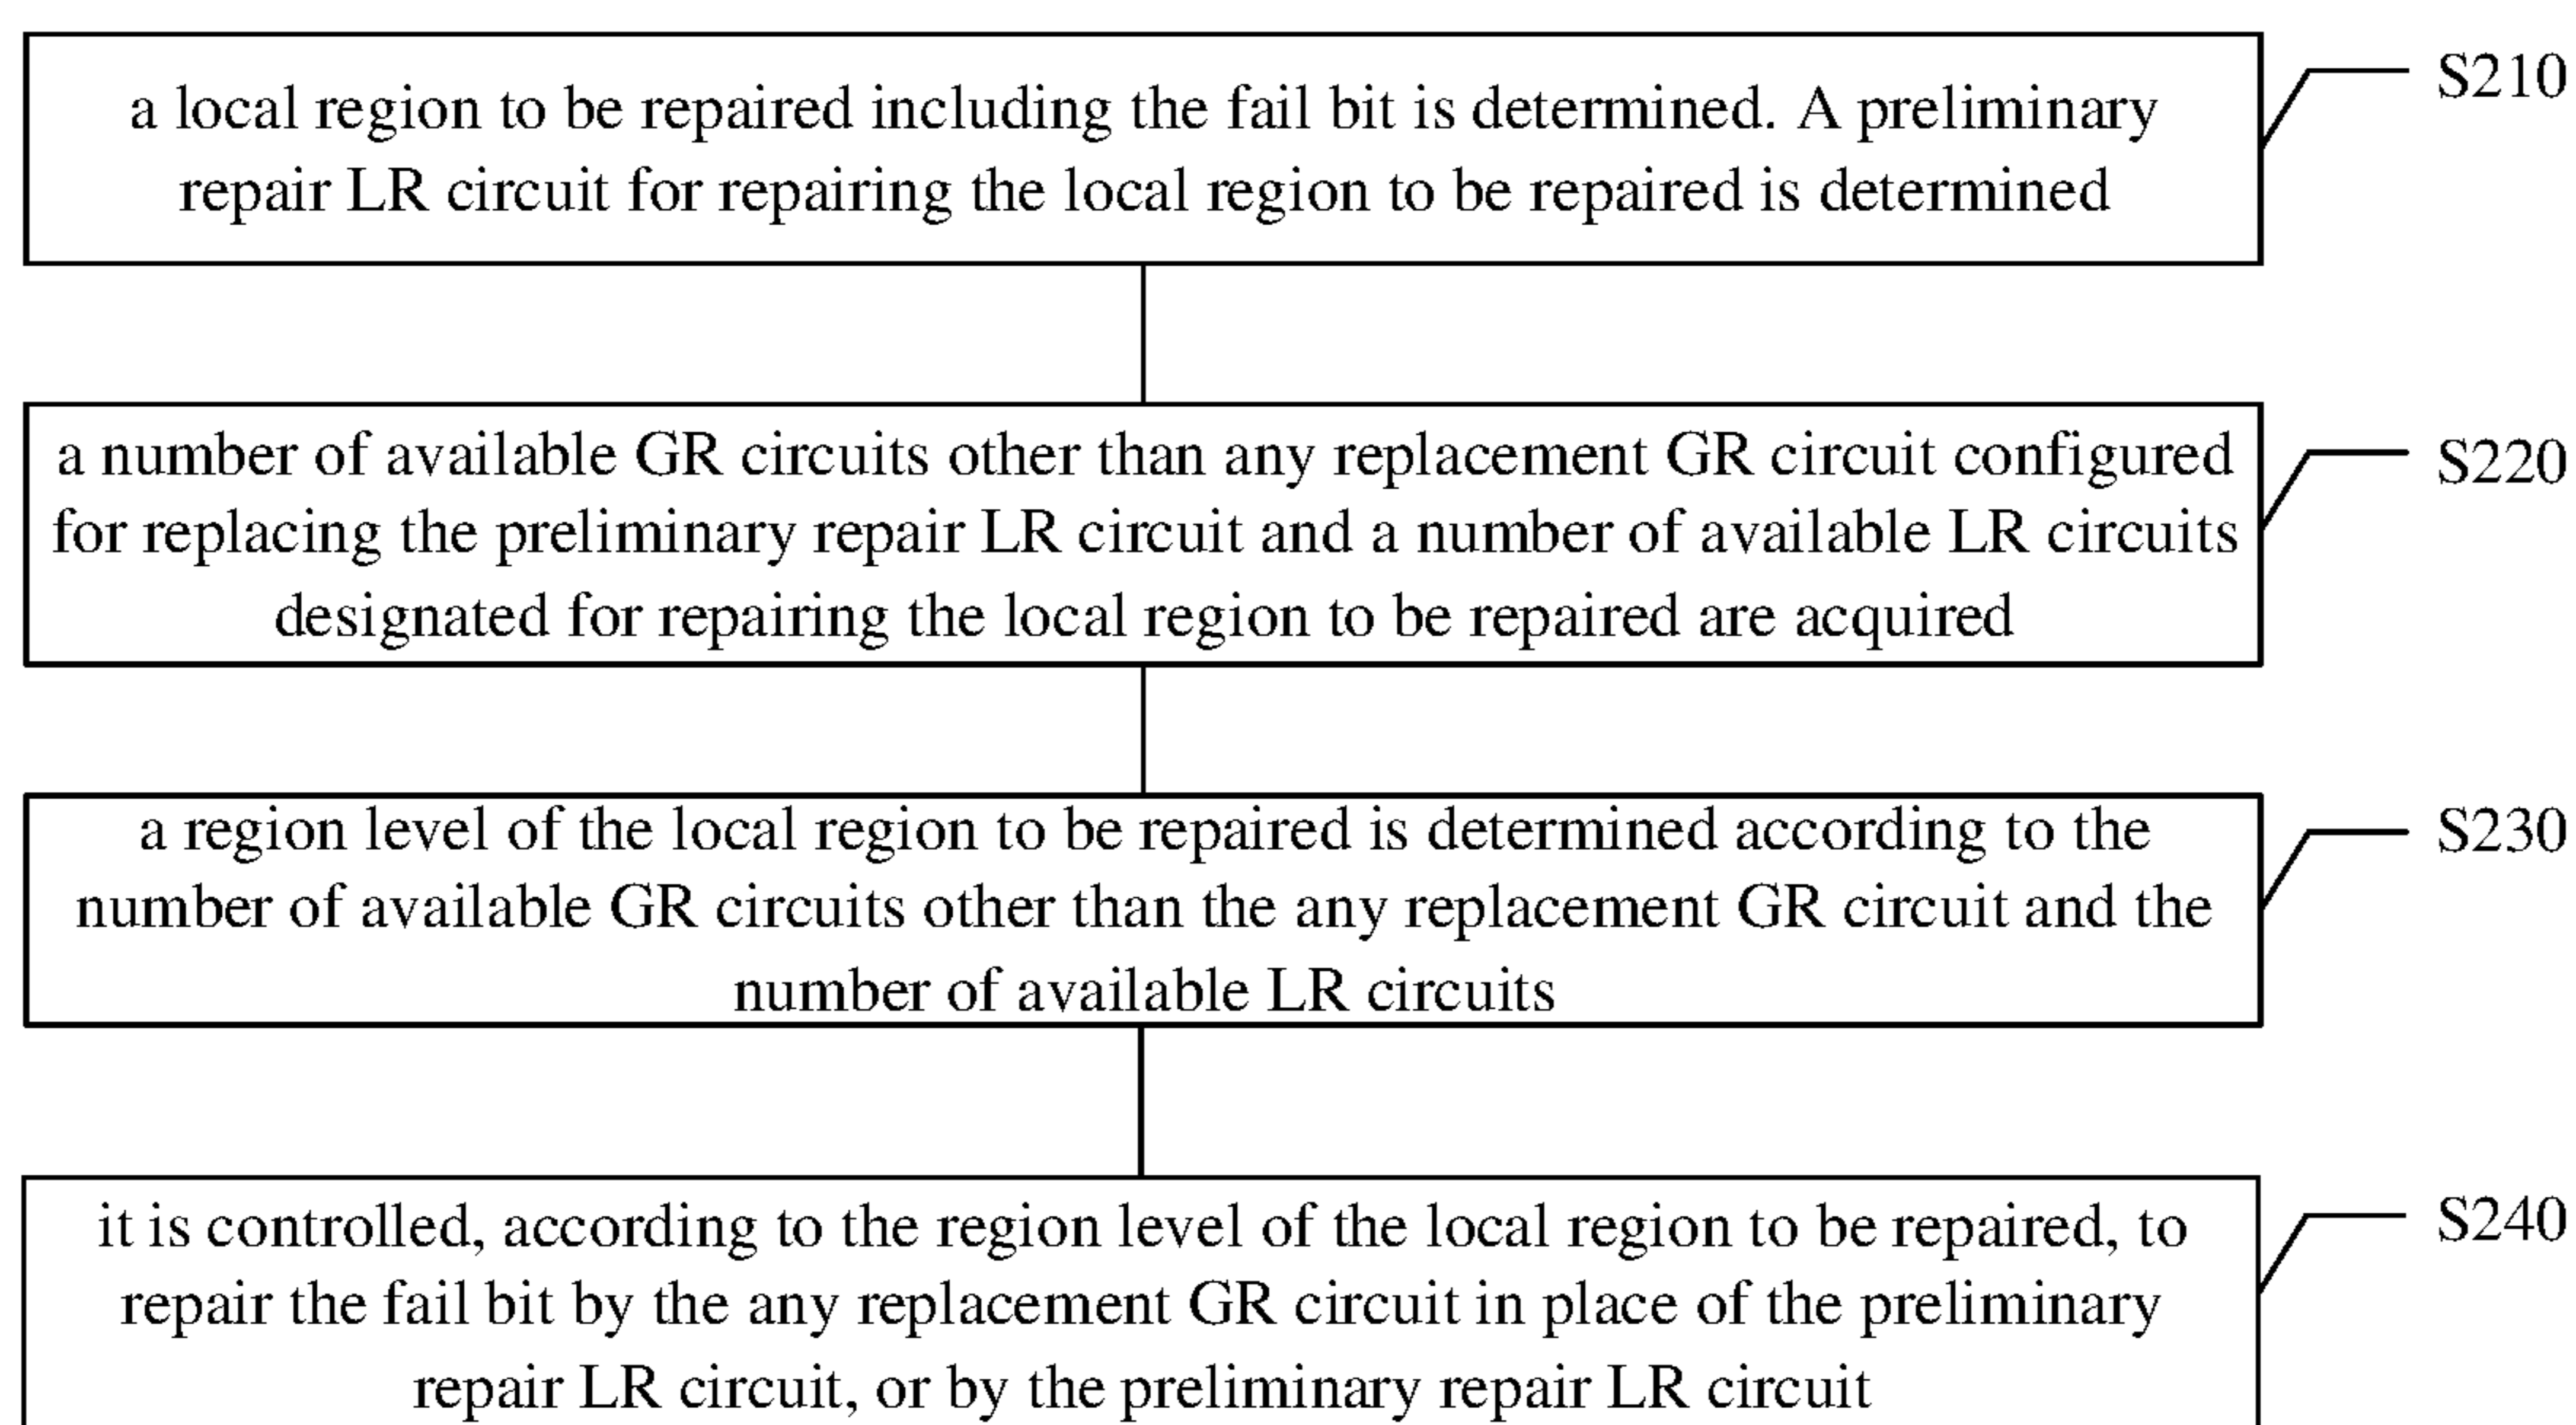 a local region to be repaired including the fail bit is determined. A preliminary
repair LR circuit for repairing the local region to be repaired is determined
S210
a number of available GR circuits other than any replacement GR circuit configured
for replacing the preliminary repair LR circuit and a number of available LR circuits
designated for repairing the local region to be repaired are acquired
S220
a region level of the local region to be repaired is determined according to the
number of available GR circuits other than the any replacement GR circuit and the
number of available LR circuits
S230
it is controlled, according to the region level of the local region to be repaired, to
repair the fail bit by the any replacement GR circuit in place of the preliminary
repair LR circuit, or by the preliminary repair LR circuit
S240